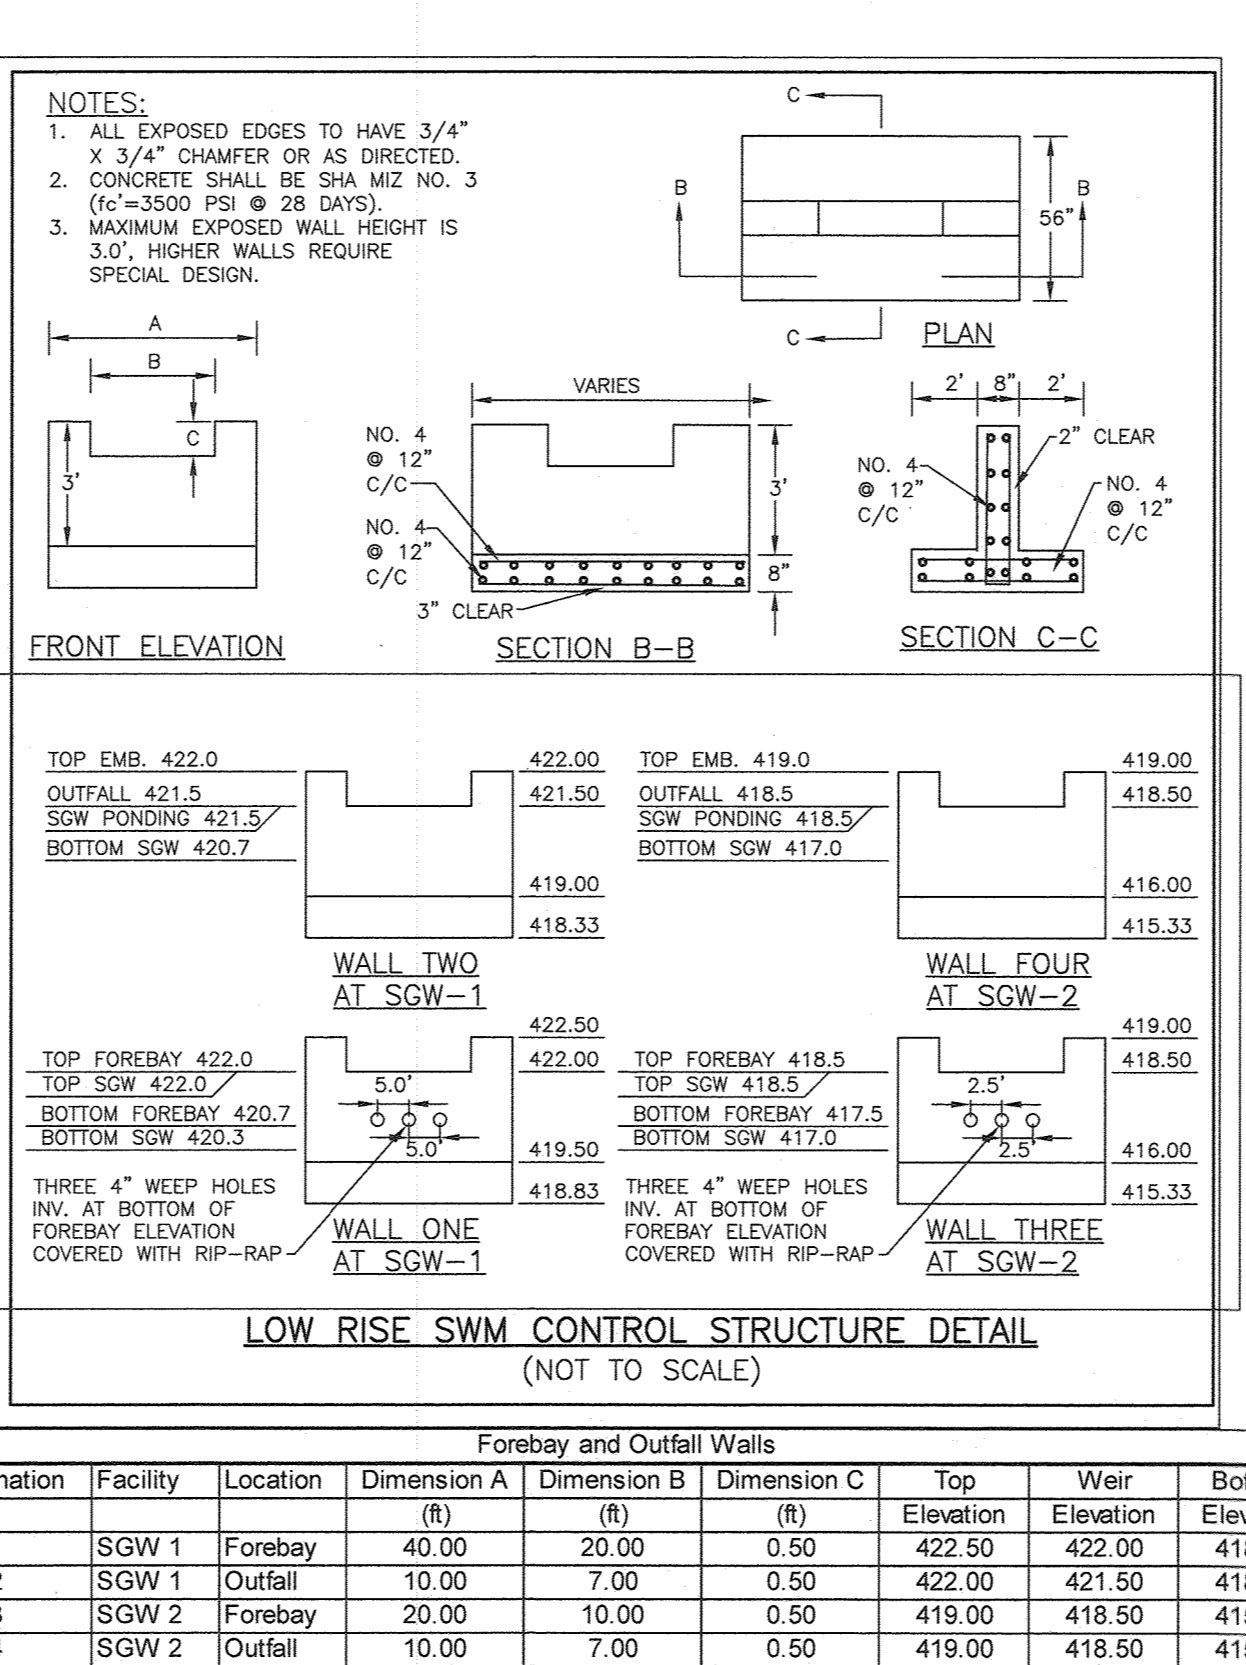 NOTES:
1. ALL EXPOSED EDGES TO HAVE 3/4"
X 3/4" CHAMFER OR AS DIRECTED.
2. CONCRETE SHALL BE SHA MIZ NO. 3
(fc'=3500 PSI @ 28 DAYS).
3. MAXIMUM EXPOSED WALL HEIGHT IS
3.0', HIGHER WALLS REQUIRE
SPECIAL DESIGN.
C
B
B
56"
C
PLAN
A
B
C
3'
FRONT ELEVATION
VARIES
NO. 4
@ 12"
C/C
NO. 4
@ 12"
C/C
3'
8"
3" CLEAR
SECTION B-B
2' 8" 2'
2" CLEAR
NO. 4
@ 12"
C/C
NO. 4
@ 12"
C/C
SECTION C-C
TOP EMB. 422.0
OUTFALL 421.5
SGW PONDING 421.5
BOTTOM SGW 420.7
422.00
421.50
419.00
418.33
WALL TWO
AT SGW-1
TOP EMB. 419.0
OUTFALL 418.5
SGW PONDING 418.5
BOTTOM SGW 417.0
419.00
418.50
416.00
415.33
WALL FOUR
AT SGW-2
TOP FOREBAY 422.0
TOP SGW 422.0
BOTTOM FOREBAY 420.7
BOTTOM SGW 420.3
THREE 4" WEEP HOLES
INV. AT BOTTOM OF
FOREBAY ELEVATION
COVERED WITH RIP-RAP
5.0'
5.0'
422.50
422.00
419.50
418.83
WALL ONE
AT SGW-1
TOP FOREBAY 418.5
TOP SGW 418.5
BOTTOM FOREBAY 417.5
BOTTOM SGW 417.0
THREE 4" WEEP HOLES
INV. AT BOTTOM OF
FOREBAY ELEVATION
COVERED WITH RIP-RAP
2.5'
2.5'
419.00
418.50
416.00
415.33
WALL THREE
AT SGW-2
LOW RISE SWM CONTROL STRUCTURE DETAIL
(NOT TO SCALE)
Forebay and Outfall Walls
nation Facility Location Dimension A Dimension B Dimension C Top Weir Bot
(ft) (ft) (ft) Elevation Elevation Elev
SGW 1 Forebay 40.00 20.00 0.50 422.50 422.00 41
SGW 1 Outfall 10.00 7.00 0.50 422.00 421.50 41
SGW 2 Forebay 20.00 10.00 0.50 419.00 418.50 41
SGW 2 Outfall 10.00 7.00 0.50 419.00 418.50 41